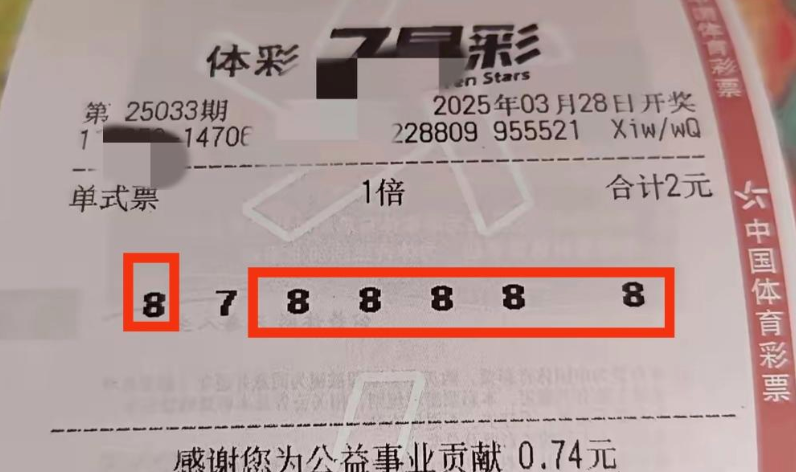 体彩 7星彩
en Stars
第 25033期 2025年03月28日开奖
1 -14706 228809 955521 Xiw/wQ
单式票 1倍 合计2元
8 7 8 8 8 8 8
感谢您为公益事业贡献 0.74元
中国体育彩票
中国体育彩票